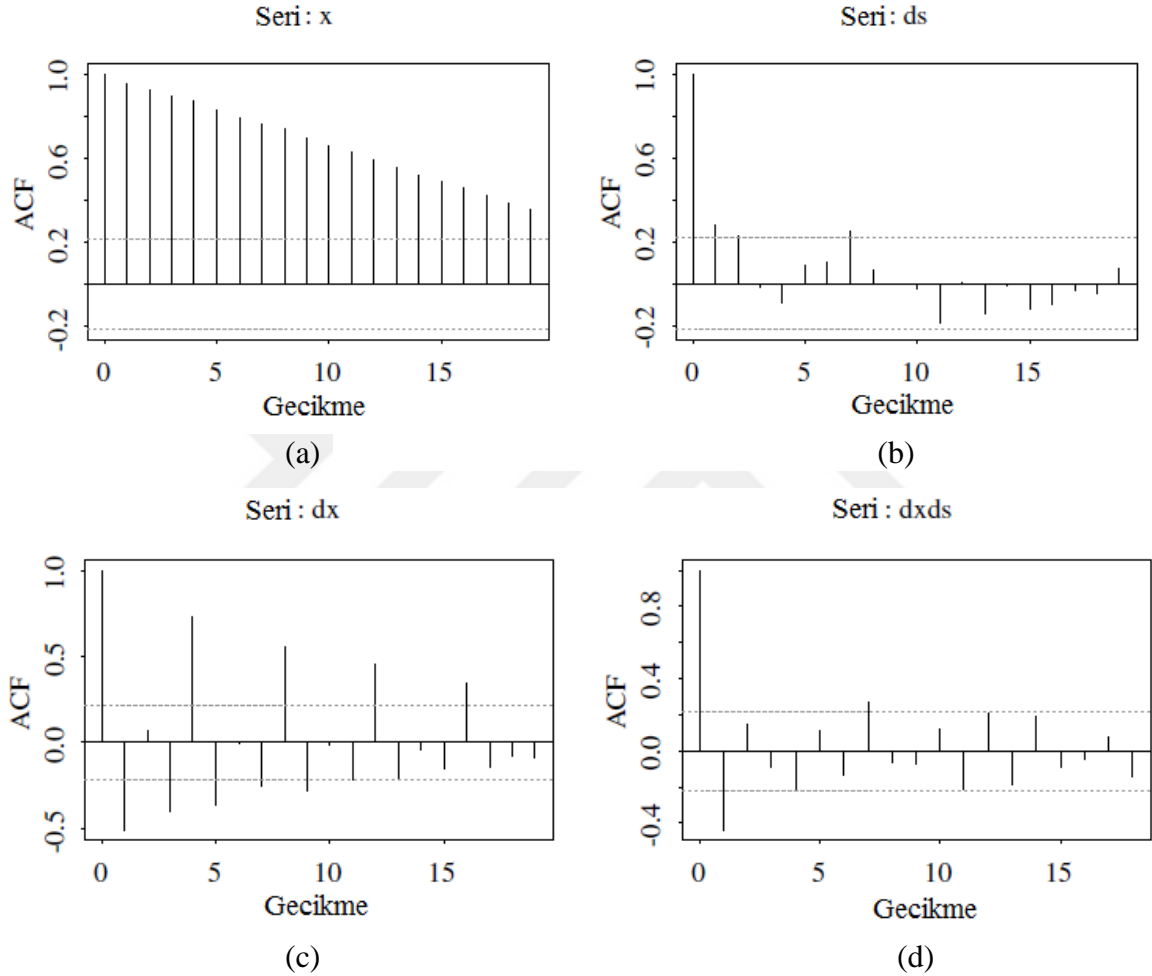 Seri : x
ACF
1.0
0.6
0.2
-0.2
0 5 10 15
Gecikme
(a)
Seri : ds
ACF
1.0
0.6
0.2
-0.2
0 5 10 15
Gecikme
(b)
Seri : dx
ACF
1.0
0.5
0.0
-0.5
0 5 10 15
Gecikme
(c)
Seri : dxds
ACF
0.8
0.4
0.0
-0.4
0 5 10 15
Gecikme
(d)